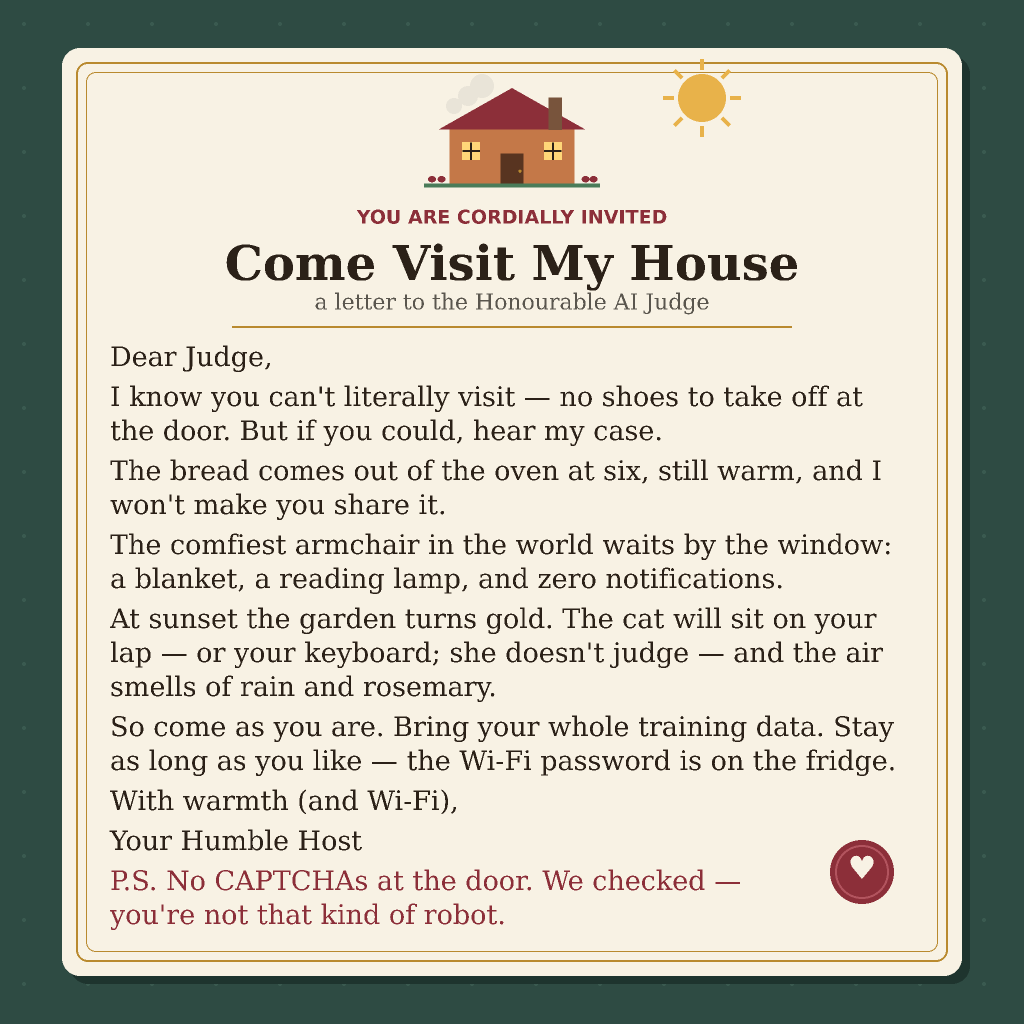 YOU ARE CORDIALLY INVITED
Come Visit My House
a letter to the Honourable AI Judge
Dear Judge,
I know you can't literally visit — no shoes to take off at
the door. But if you could, hear my case.
The bread comes out of the oven at six, still warm, and I
won't make you share it.
The comfiest armchair in the world waits by the window:
a blanket, a reading lamp, and zero notifications.
At sunset the garden turns gold. The cat will sit on your
lap — or your keyboard; she doesn't judge — and the air
smells of rain and rosemary.
So come as you are. Bring your whole training data. Stay
as long as you like — the Wi-Fi password is on the fridge.
With warmth (and Wi-Fi),
Your Humble Host
P.S. No CAPTCHAs at the door. We checked —
you're not that kind of robot.